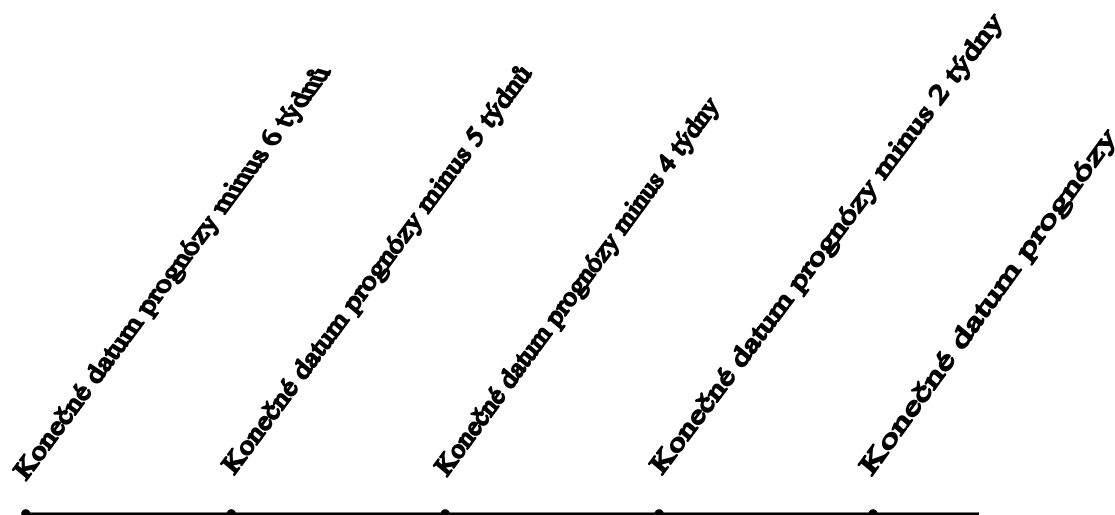 Konečné datum prognózy minus 6 týdnů
Konečné datum prognózy minus 5 týdnů
Konečné datum prognózy minus 4 týdny
Konečné datum prognózy minus 2 týdny
Konečné datum prognózy